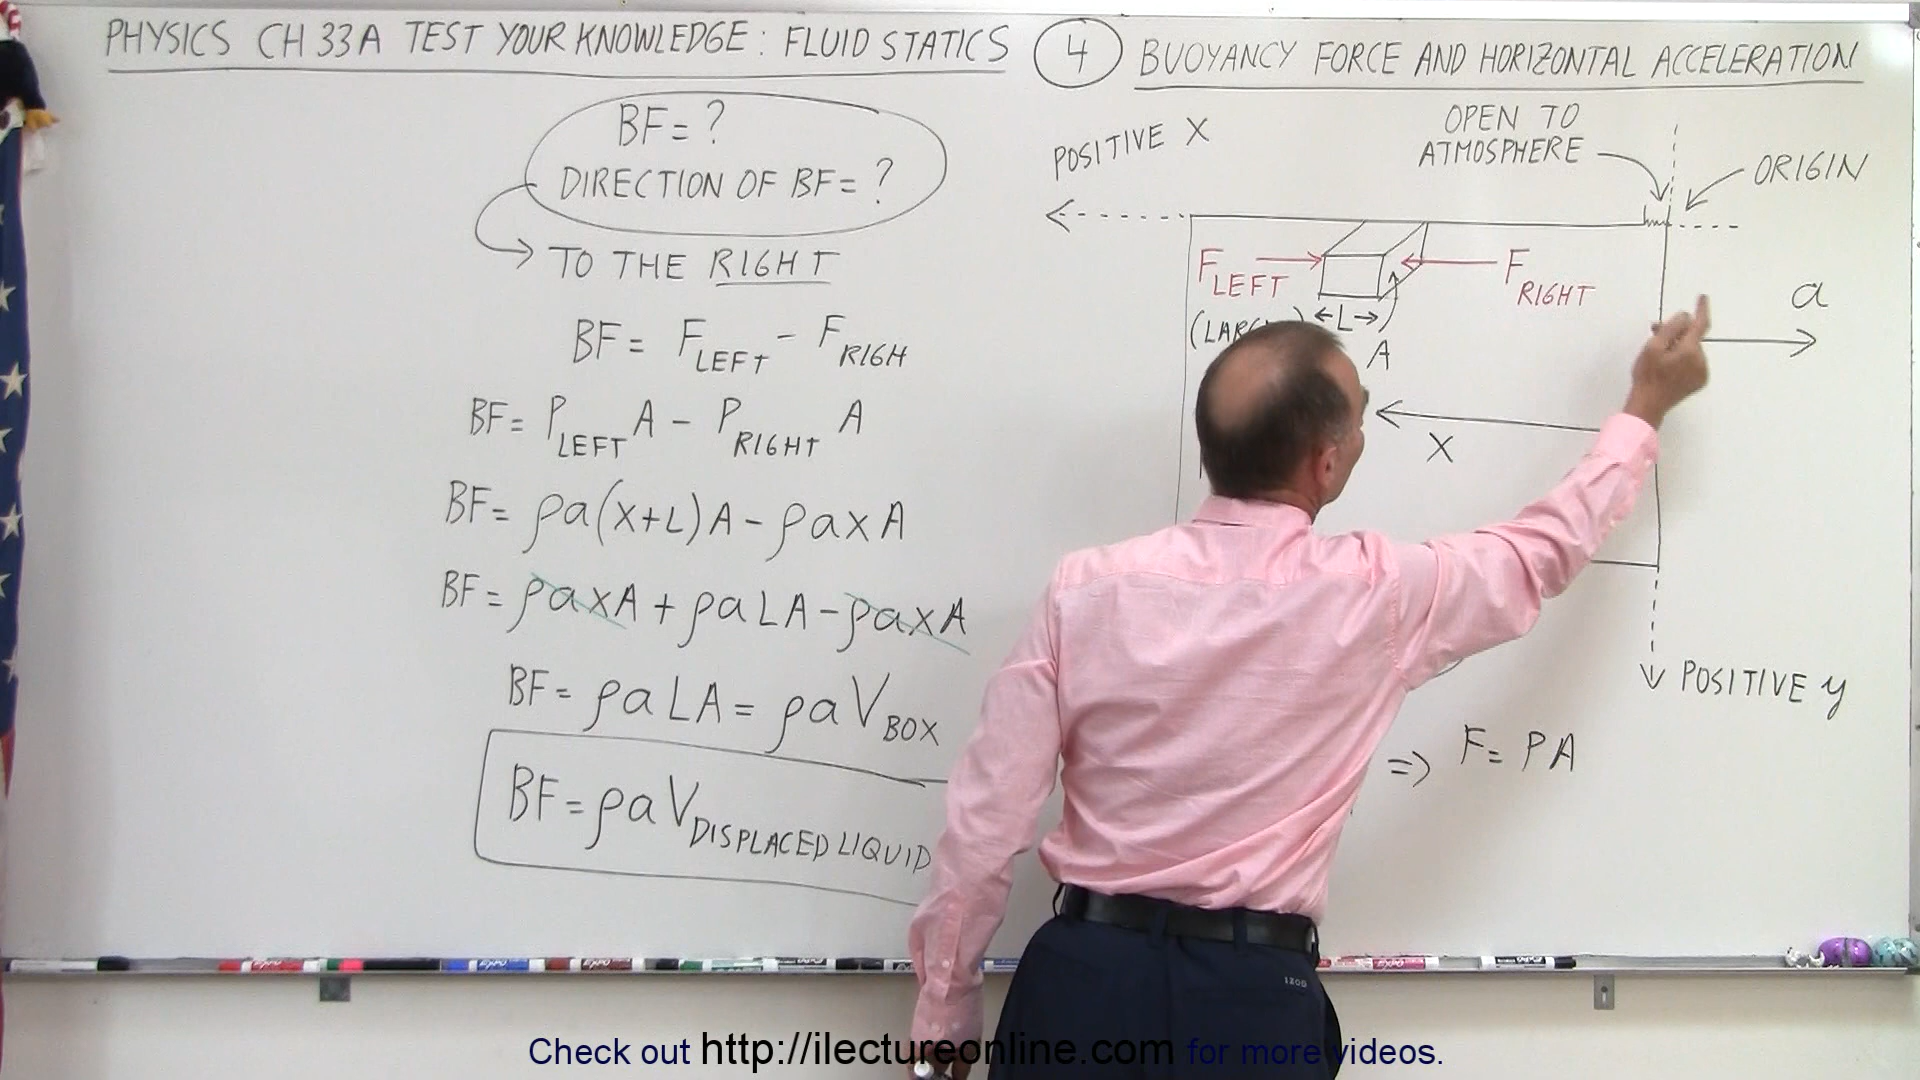 PHYSICS CH 33A TEST YOUR KNOWLEDGE: FLUID STATICS 4 BUOYANCY FORCE AND HORIZONTAL ACCELERATION
BF= ?
DIRECTION OF BF= ?
TO THE RIGHT
BF= F LEFT - F RIGH
BF= P LEFT A - P RIGHT A
BF= ρa(x+L)A-ρaxA
BF= ρaxA+ρaLA-ρaxA
BF= ρaLA= ρaV BOX
BF=ρaV DISPLACED LIQUID
POSITIVE X
OPEN TO
ATMOSPHERE
ORIGIN
F LEFT
F RIGHT
a
L
A
X
POSITIVE y
=> F= PA
EXPO
IZOD
Check out http://ilectureonline.com for more videos.